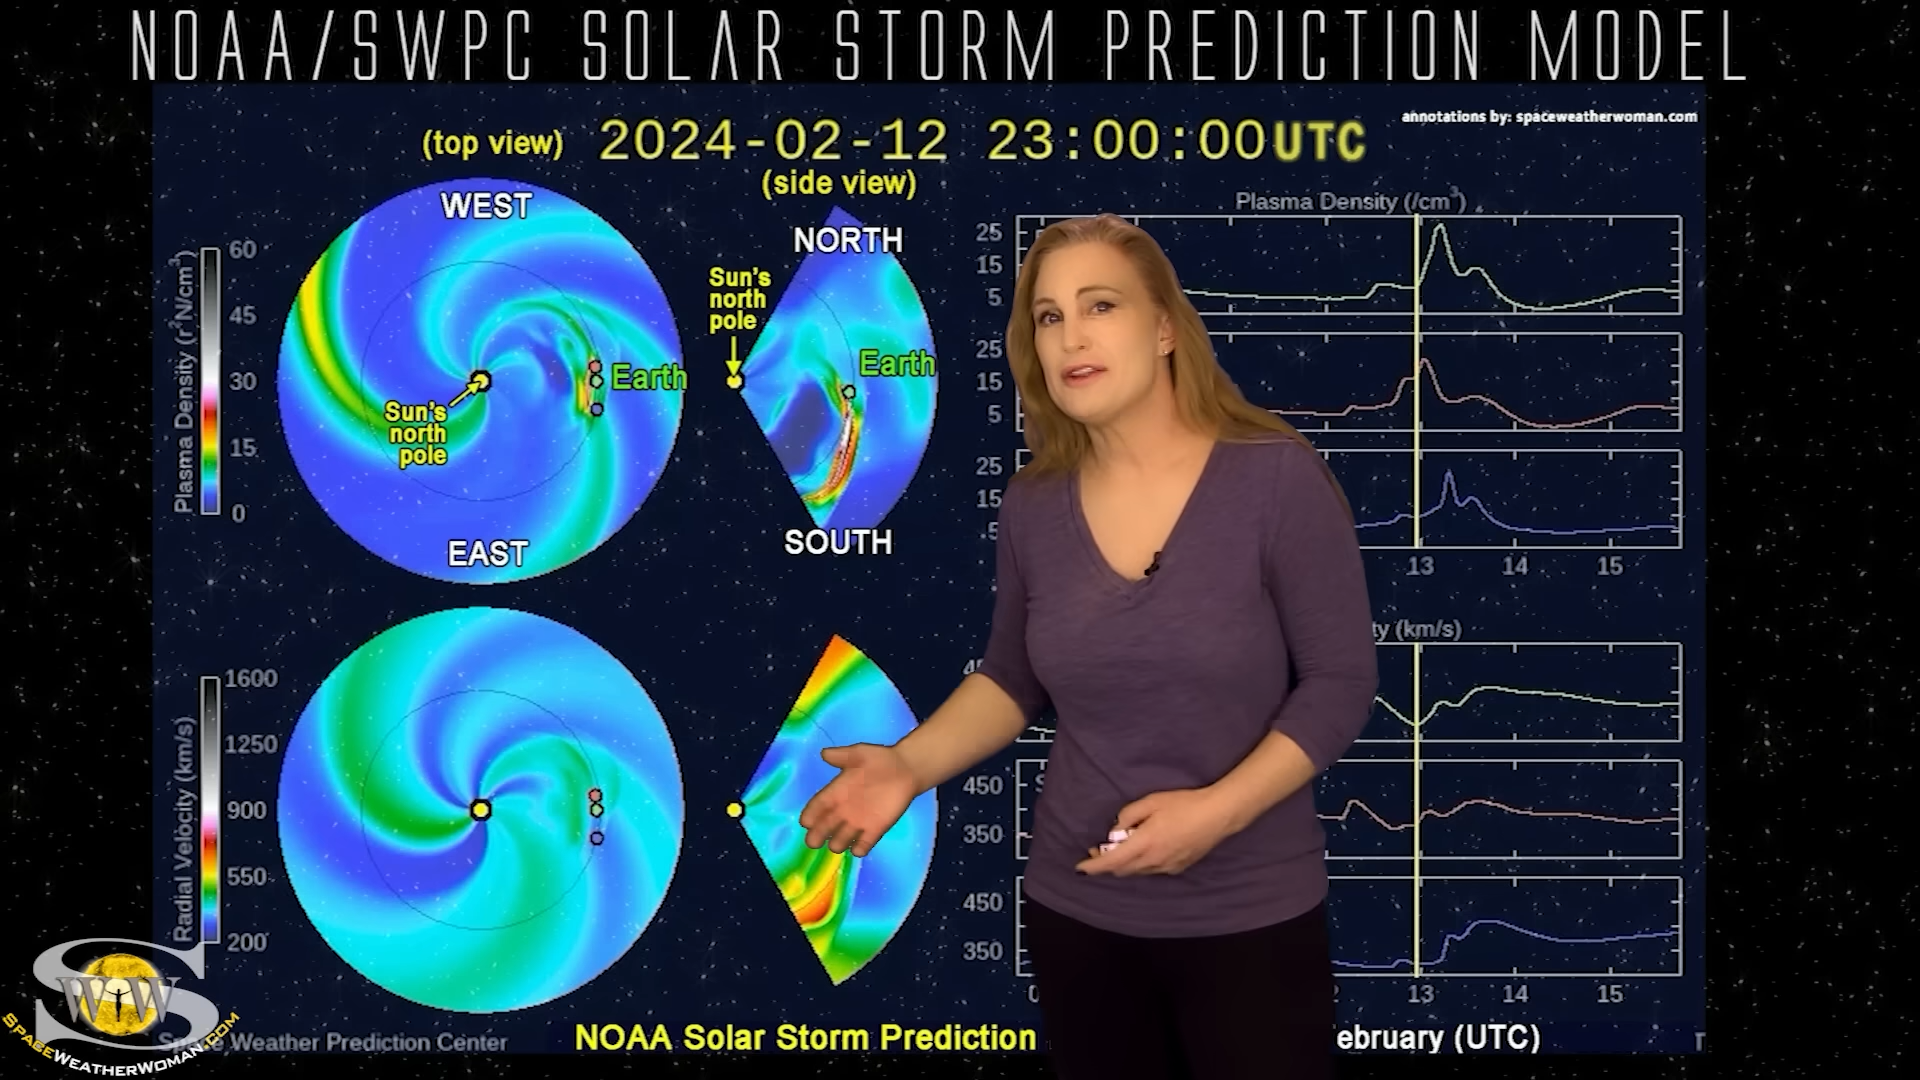 NOAA/SWPC SOLAR STORM PREDICTION MODEL
annotations by: spaceweatherwoman.com
(top view) 2024-02-12 23:00:00 UTC
(side view)
WEST
NORTH
Plasma Density (/cm³)
Plasma Density (r²N/cm³)
60
45
30
15
0
Sun's
north
pole
Earth
EAST
Sun's
north
pole
Earth
SOUTH
25
15
5
25
15
5
25
15
5
13 14 15
ty (km/s)
Radial Velocity (km/s)
1600
1250
900
550
200
450
350
450
350
13 14 15
NOAA Solar Storm Prediction
ebruary (UTC)
Weather Prediction Center
S
WW
SPACEWEATHERWOMAN.COM